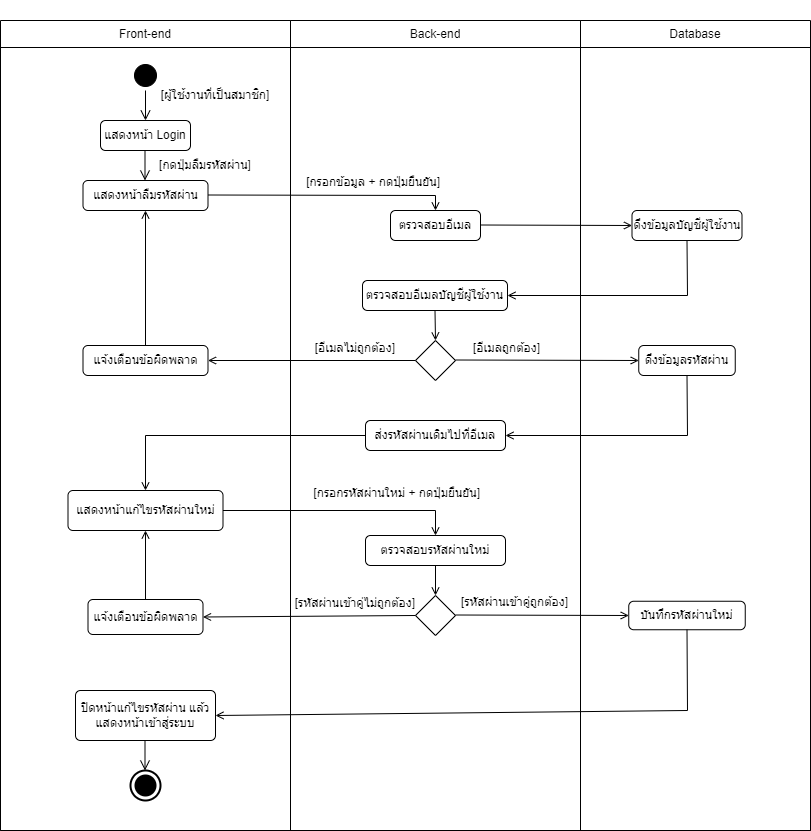 Front-end
Back-end
Database
[ผู้ใช้งานที่เป็นสมาชิก]
แสดงหน้า Login
[กดปุ่มลืมรหัสผ่าน]
แสดงหน้าลืมรหัสผ่าน
[กรอกข้อมูล + กดปุ่มยืนยัน]
ตรวจสอบอีเมล
ดึงข้อมูลบัญชีผู้ใช้งาน
ตรวจสอบอีเมลบัญชีผู้ใช้งาน
[อีเมลไม่ถูกต้อง]
[อีเมลถูกต้อง]
แจ้งเตือนข้อผิดพลาด
ดึงข้อมูลรหัสผ่าน
ส่งรหัสผ่านเดิมไปที่อีเมล
แสดงหน้าแก้ไขรหัสผ่านใหม่
[กรอกรหัสผ่านใหม่ + กดปุ่มยืนยัน]
ตรวจสอบรหัสผ่านใหม่
[รหัสผ่านเข้าคู่ไม่ถูกต้อง]
[รหัสผ่านเข้าคู่ถูกต้อง]
แจ้งเตือนข้อผิดพลาด
บันทึกรหัสผ่านใหม่
ปิดหน้าแก้ไขรหัสผ่าน แล้ว
แสดงหน้าเข้าสู่ระบบ